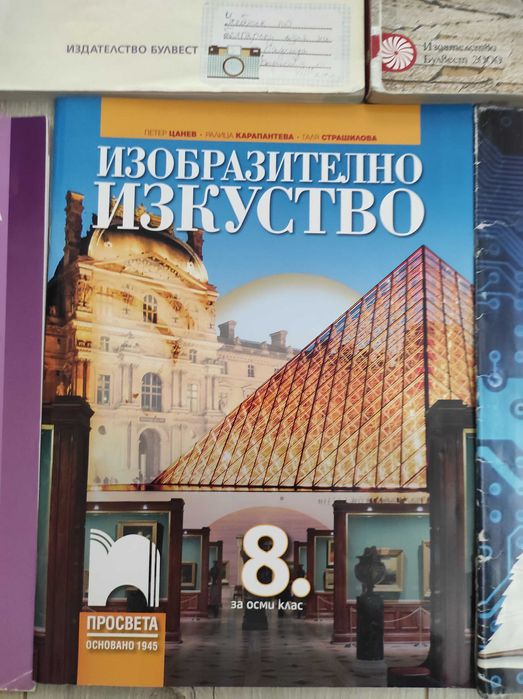 ИЗДАТЕЛСТВО БУЛВЕСТ
Издателство
Булвест 2000
ПЕТЕР ЦАНЕВ • РАЛИЦА КАРАПАНТЕВА • ГАЛЯ СТРАШИЛОВА
ИЗОБРАЗИТЕЛНО
ИЗКУСТВО
8.
за осми клас
ПРОСВЕТА
ОСНОВАНО 1945